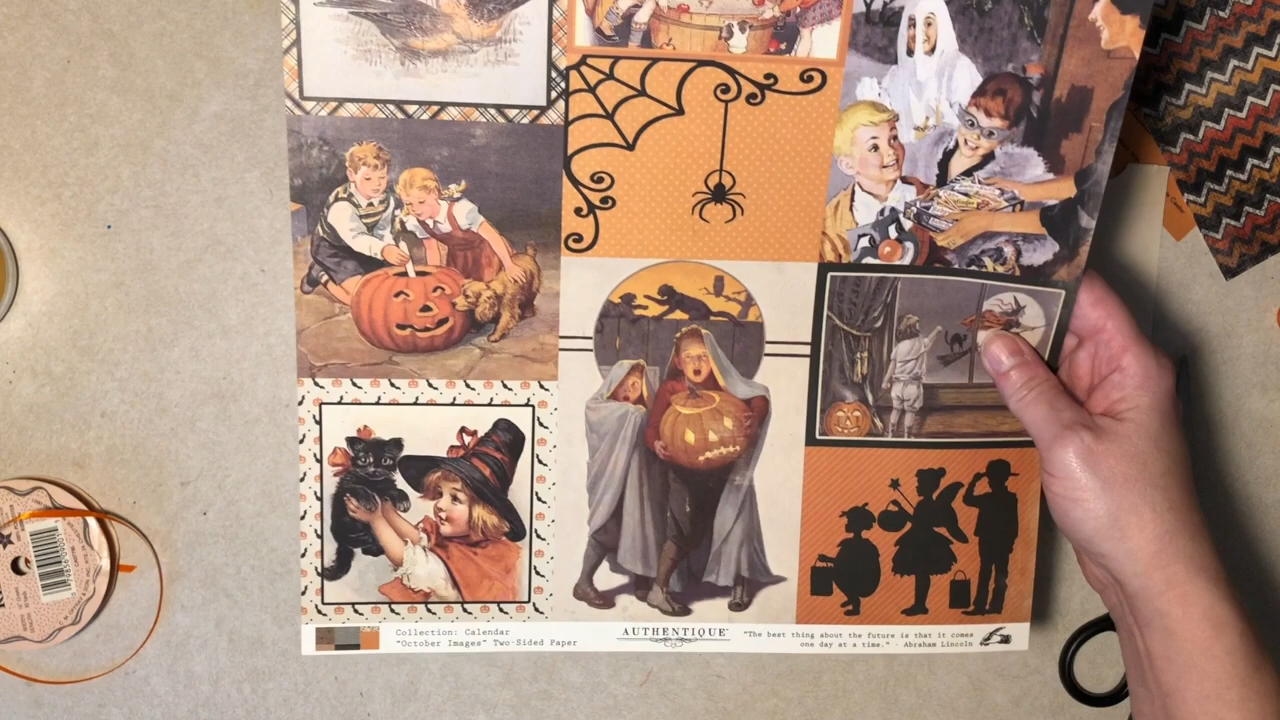 Collection: Calendar
"October Images" Two-Sided Paper
AUTHENTIQUE
"The best thing about the future is that it comes
one day at a time." - Abraham Lincoln